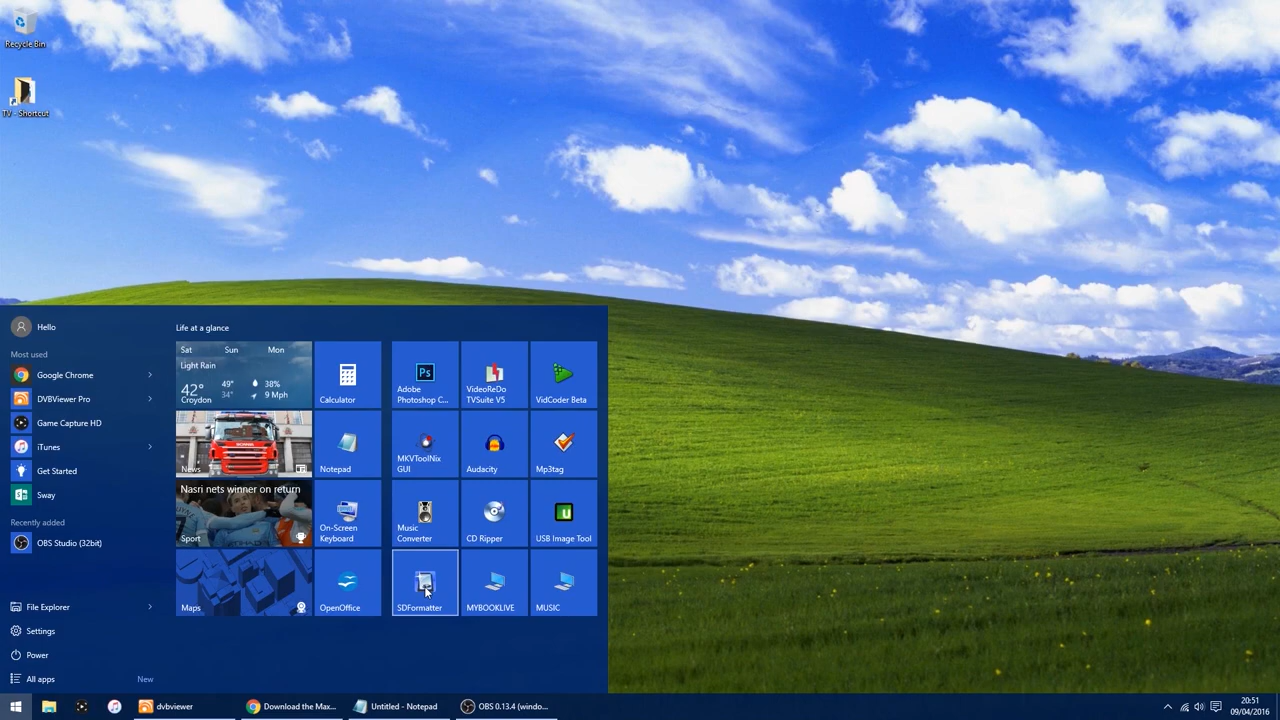 Recycle Bin
TV - Shortcut
Hello
Most used
Google Chrome
DVBViewer Pro
Game Capture HD
iTunes
Get Started
Sway
Recently added
OBS Studio (32bit)
File Explorer
Settings
Power
All apps
New
Life at a glance
Sat Sun Mon
Light Rain
42°
49°
34°
38%
9 Mph
Croydon
Calculator
News
Notepad
Nasri nets winner on return
Sport
On-Screen
Keyboard
Maps
OpenOffice
Ps
Adobe
Photoshop C...
VideoReDo
TVSuite V5
VidCoder Beta
MKVToolNix
GUI
Audacity
Mp3tag
Music
Converter
CD Ripper
USB Image Tool
SDFormatter
MYBOOKLIVE
MUSIC
dvbviewer
Download the Max...
Untitled - Notepad
OBS 0.13.4 (windo...
20:51
09/04/2016